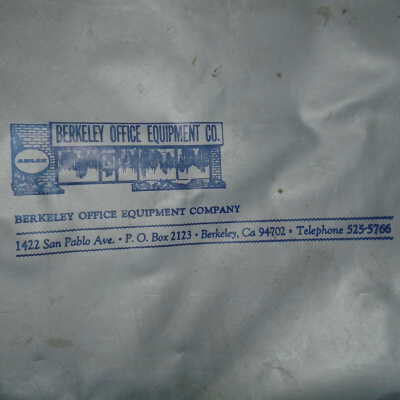 BERKELEY OFFICE EQUIPMENT CO.
ADLER
BERKELEY OFFICE EQUIPMENT COMPANY
1422 San Pablo Ave. • P. O. Box 2123 • Berkeley, Ca 94702 • Telephone 525-5766